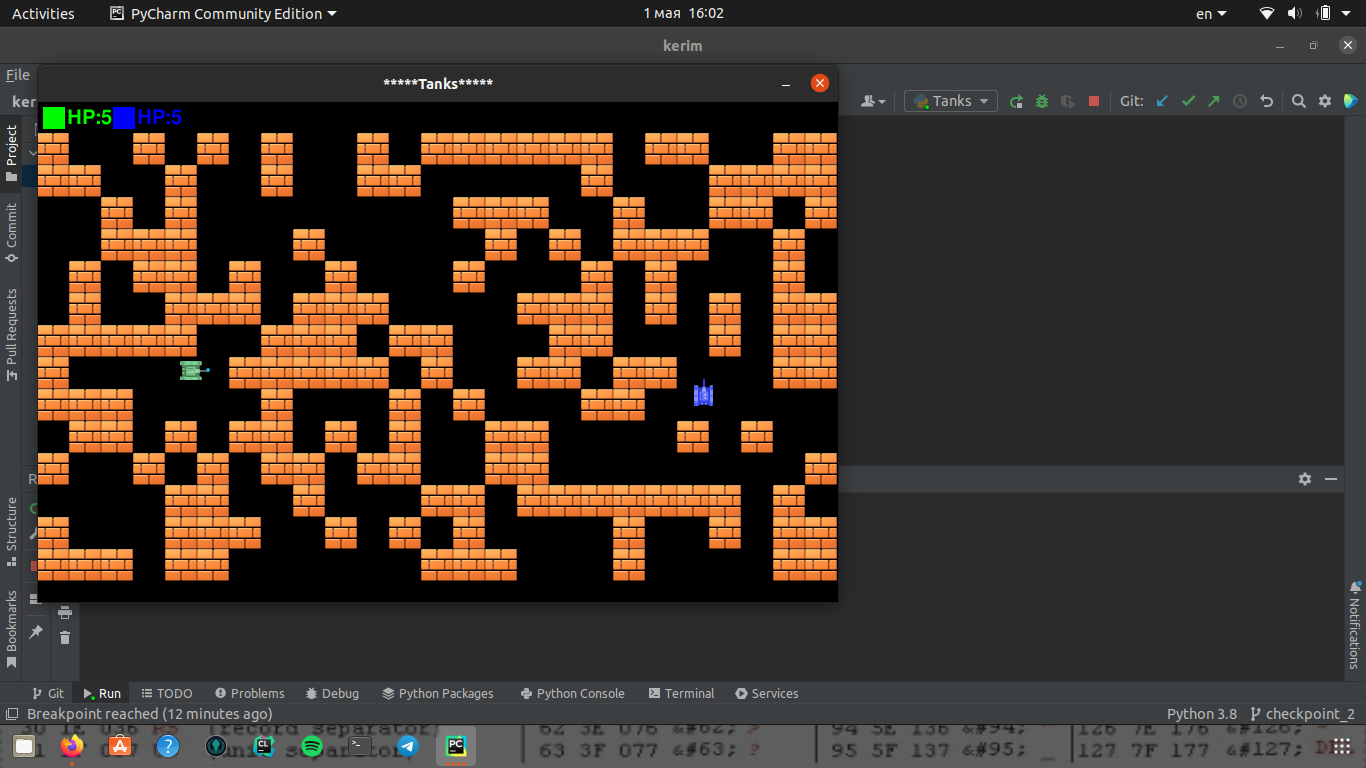 Activities PyCharm Community Edition 1 мая 16:02 en
kerim
File
*****Tanks*****
ker Tanks Git:
HP:5 HP:5
Project
Commit
Pull Requests
Structure
Bookmarks
Notifications
Git Run TODO Problems Debug Python Packages Python Console Terminal Services
Breakpoint reached (12 minutes ago) Python 3.8 checkpoint_2
62 3E 076 &#62; > 94 5E 136 &#94; 126 7E 176 &#126;
63 3F 077 &#63; ? 95 5F 137 &#95; _ 127 7F 177 &#127;